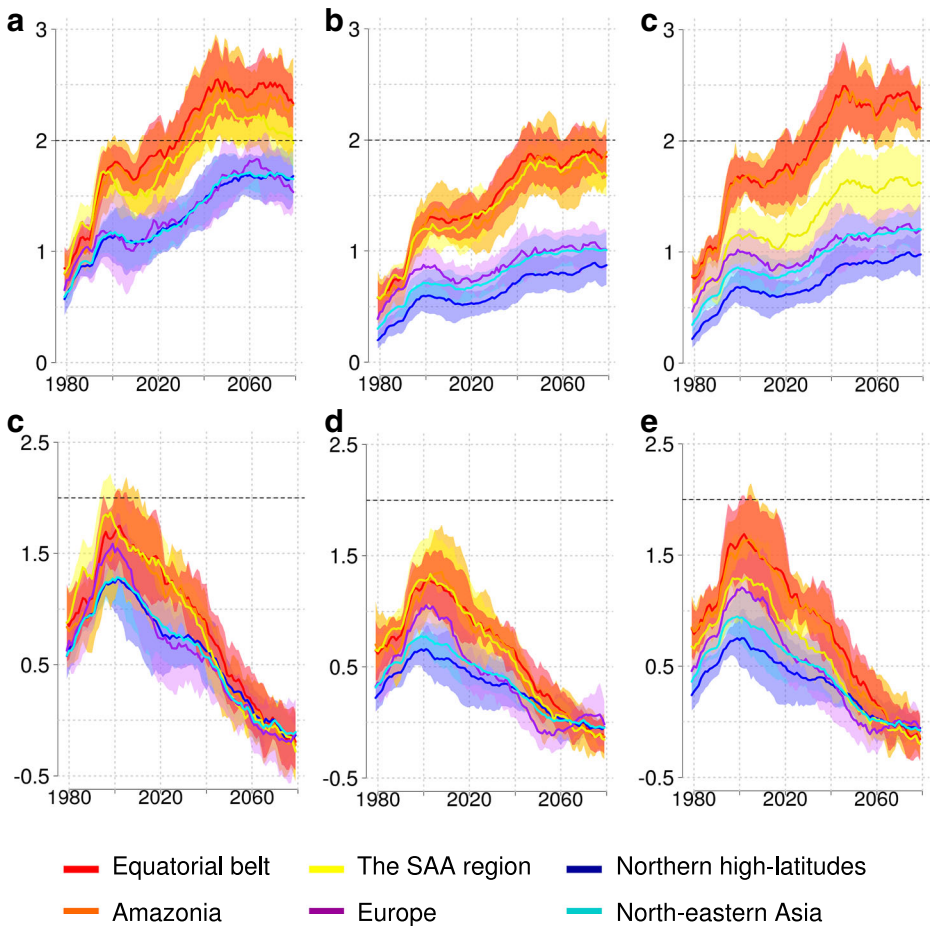 a b c
3 3 3
2 2 2
1 1 1
0 0 0
1980 2020 2060 1980 2020 2060 1980 2020 2060
c d e
2.5 2.5 2.5
1.5 1.5 1.5
0.5 0.5 0.5
-0.5 -0.5 -0.5
1980 2020 2060 1980 2020 2060 1980 2020 2060
Equatorial belt The SAA region Northern high-latitudes
Amazonia Europe North-eastern Asia